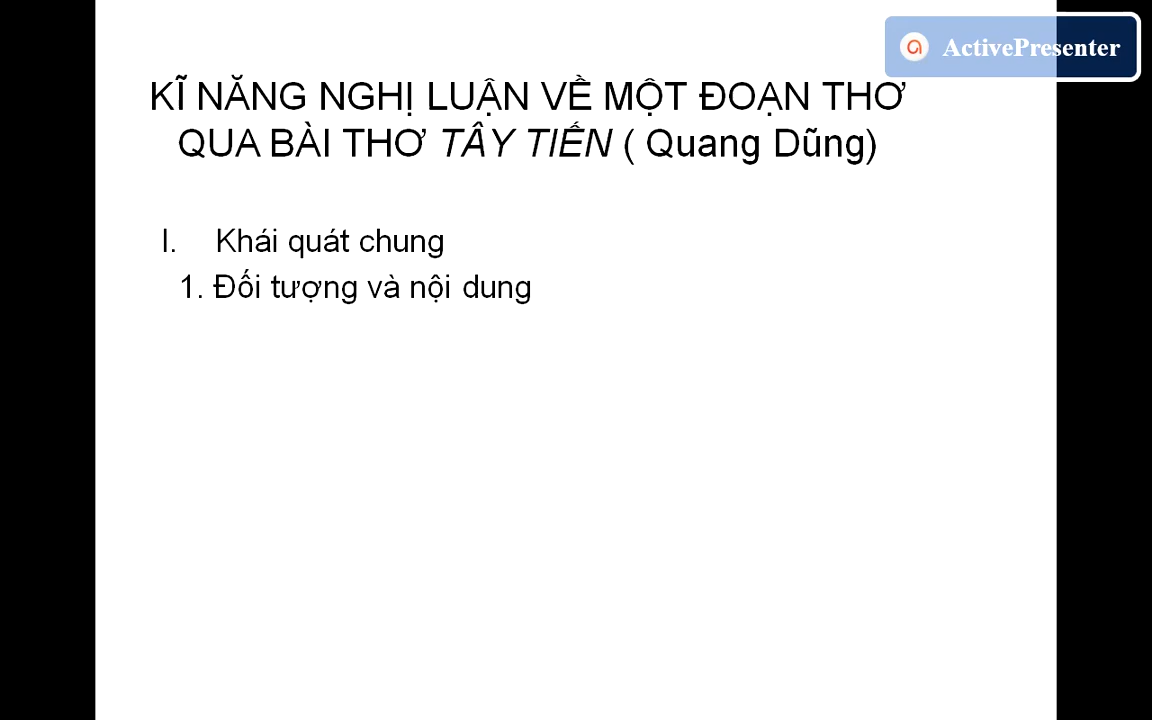 ActivePresenter
KĨ NĂNG NGHỊ LUẬN VỀ MỘT ĐOẠN THƠ
QUA BÀI THƠ TÂY TIẾN ( Quang Dũng)
I. Khái quát chung
1. Đối tượng và nội dung